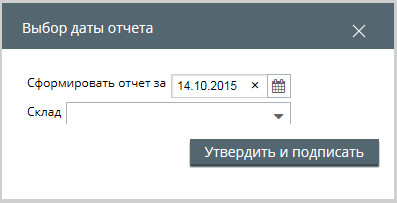 Выбор даты отчета
Сформировать отчет за 14.10.2015
Склад
Утвердить и подписать